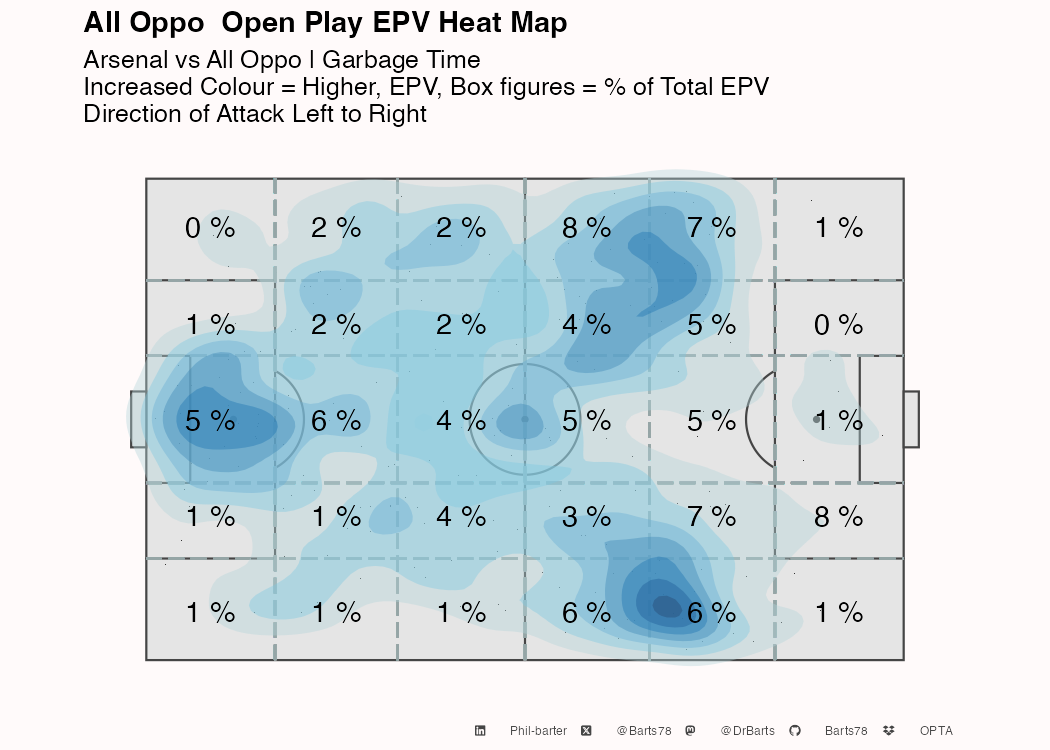 All Oppo  Open Play EPV Heat Map
Arsenal vs All Oppo | Garbage Time
Increased Colour = Higher, EPV, Box figures = % of Total EPV
Direction of Attack Left to Right
0 % 2 % 2 % 8 % 7 % 1 %
1 % 2 % 2 % 4 % 5 % 0 %
5 % 6 % 4 % 5 % 5 % 1 %
1 % 1 % 4 % 3 % 7 % 8 %
1 % 1 % 1 % 6 % 6 % 1 %
Phil-barter @Barts78 @DrBarts Barts78 OPTA